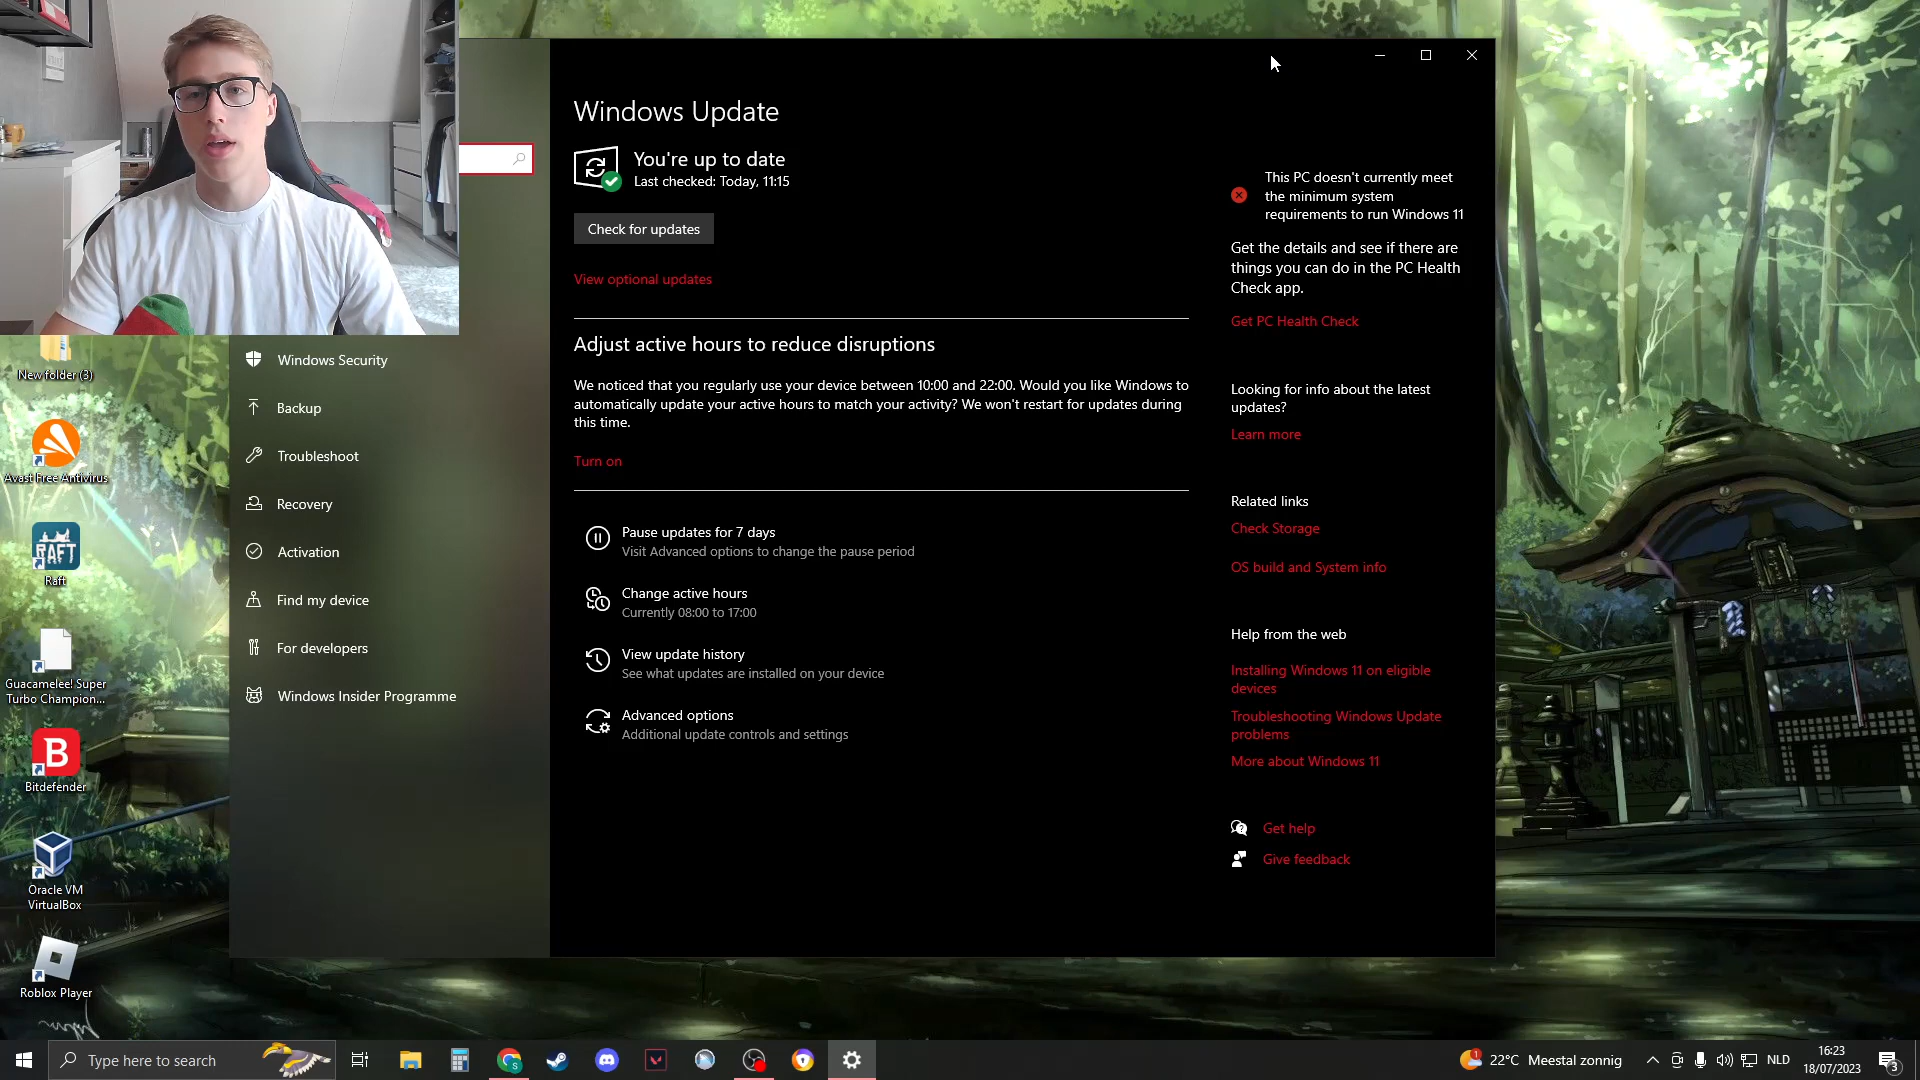 Windows Update
You're up to date
Last checked: Today, 11:15
Check for updates
View optional updates
Adjust active hours to reduce disruptions
We noticed that you regularly use your device between 10:00 and 22:00. Would you like Windows to
automatically update your active hours to match your activity? We won't restart for updates during
this time.
Turn on
Pause updates for 7 days
Visit Advanced options to change the pause period
Change active hours
Currently 08:00 to 17:00
View update history
See what updates are installed on your device
Advanced options
Additional update controls and settings
This PC doesn't currently meet
the minimum system
requirements to run Windows 11
Get the details and see if there are
things you can do in the PC Health
Check app.
Get PC Health Check
Looking for info about the latest
updates?
Learn more
Related links
Check Storage
OS build and System info
Help from the web
Installing Windows 11 on eligible
devices
Troubleshooting Windows Update
problems
More about Windows 11
Get help
Give feedback
Windows Security
Backup
Troubleshoot
Recovery
Activation
Find my device
For developers
Windows Insider Programme
New folder (3)
Avast Free Antivirus
RAFT
Raft
Guacamelee! Super
Turbo Champion...
B
Bitdefender
Oracle VM
VirtualBox
Roblox Player
Type here to search
S
1
22°C Meestal zonnig
NLD
16:23
18/07/2023
3